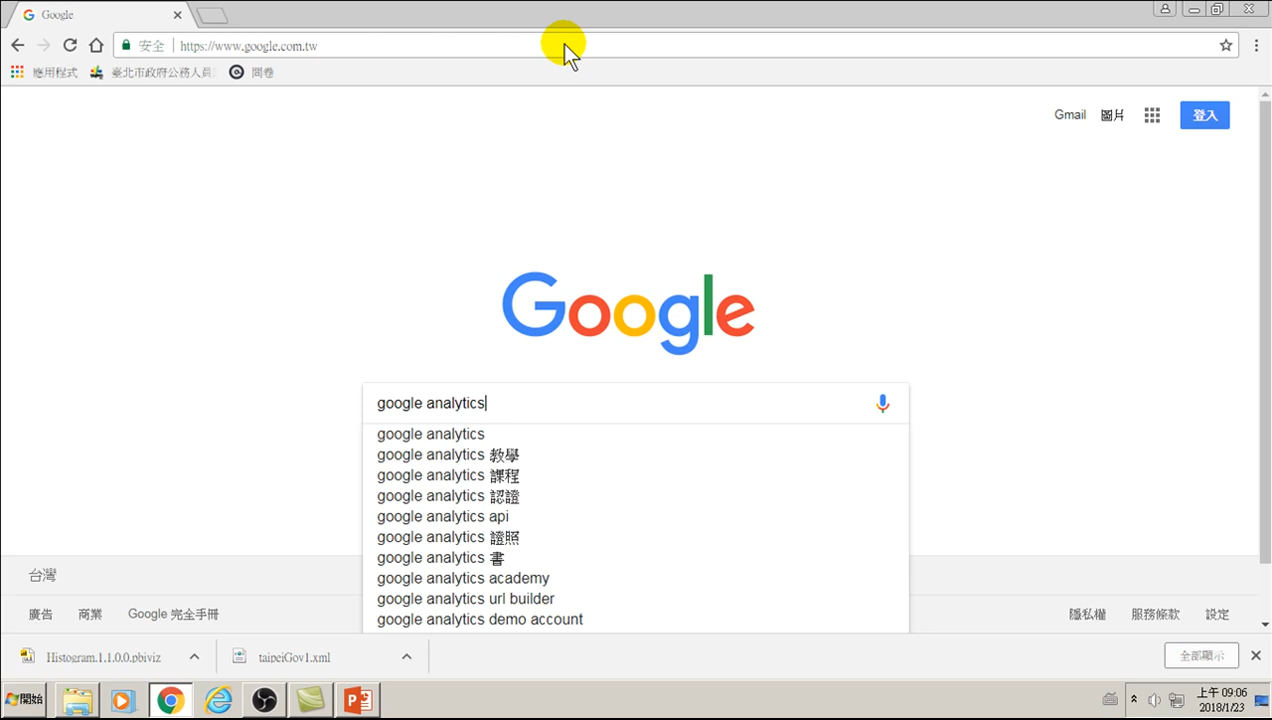 Google
安全 https://www.google.com.tw
應用程式 臺北市政府公務人員 問卷
Gmail 圖片 登入
Google
google analytics
google analytics
google analytics 教學
google analytics 課程
google analytics 認證
google analytics api
google analytics 證照
google analytics 書
google analytics academy
google analytics url builder
google analytics demo account
台灣
廣告 商業 Google 完全手冊 隱私權 服務條款 設定
Histogram.1.1.0.0.pbiviz taipeiGov1.xml 全部顯示
開始 上午 09:06
2018/1/23